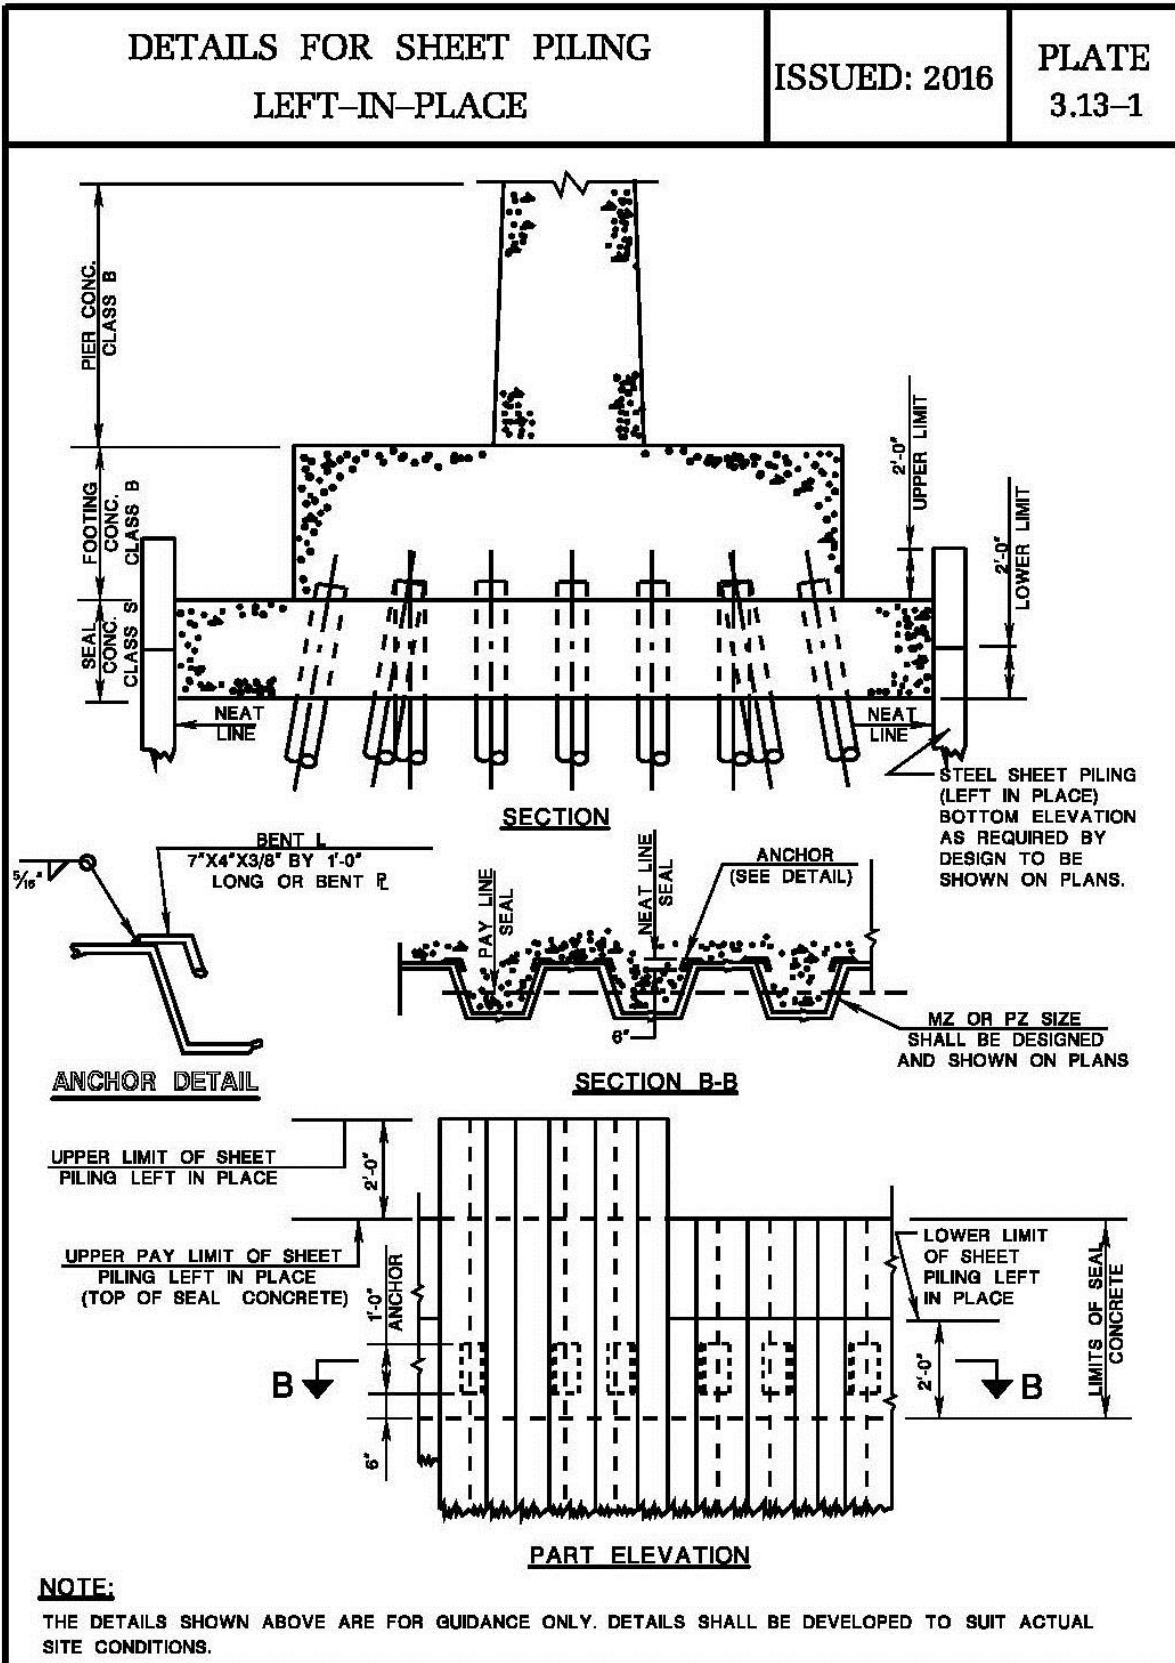 DETAILS FOR SHEET PILING
LEFT–IN–PLACE
ISSUED: 2016
PLATE
3.13–1
PIER CONC.
CLASS B
FOOTING
CONC.
CLASS B
SEAL
CONC.
CLASS S
2'-0"
UPPER LIMIT
2'-0"
LOWER LIMIT
NEAT
LINE
NEAT
LINE
STEEL SHEET PILING
(LEFT IN PLACE)
BOTTOM ELEVATION
AS REQUIRED BY
DESIGN TO BE
SHOWN ON PLANS.
SECTION
5/16"
BENT L
7"X4"X3/8" BY 1'-0"
LONG OR BENT PL
ANCHOR DETAIL
PAY LINE
SEAL
NEAT LINE
SEAL
ANCHOR
(SEE DETAIL)
6"
MZ OR PZ SIZE
SHALL BE DESIGNED
AND SHOWN ON PLANS
SECTION B-B
UPPER LIMIT OF SHEET
PILING LEFT IN PLACE
2'-0"
UPPER PAY LIMIT OF SHEET
PILING LEFT IN PLACE
(TOP OF SEAL CONCRETE)
1'-0"
ANCHOR
B
6"
LOWER LIMIT
OF SHEET
PILING LEFT
IN PLACE
2'-0"
B
LIMITS OF SEAL
CONCRETE
PART ELEVATION
NOTE:
THE DETAILS SHOWN ABOVE ARE FOR GUIDANCE ONLY. DETAILS SHALL BE DEVELOPED TO SUIT ACTUAL
SITE CONDITIONS.